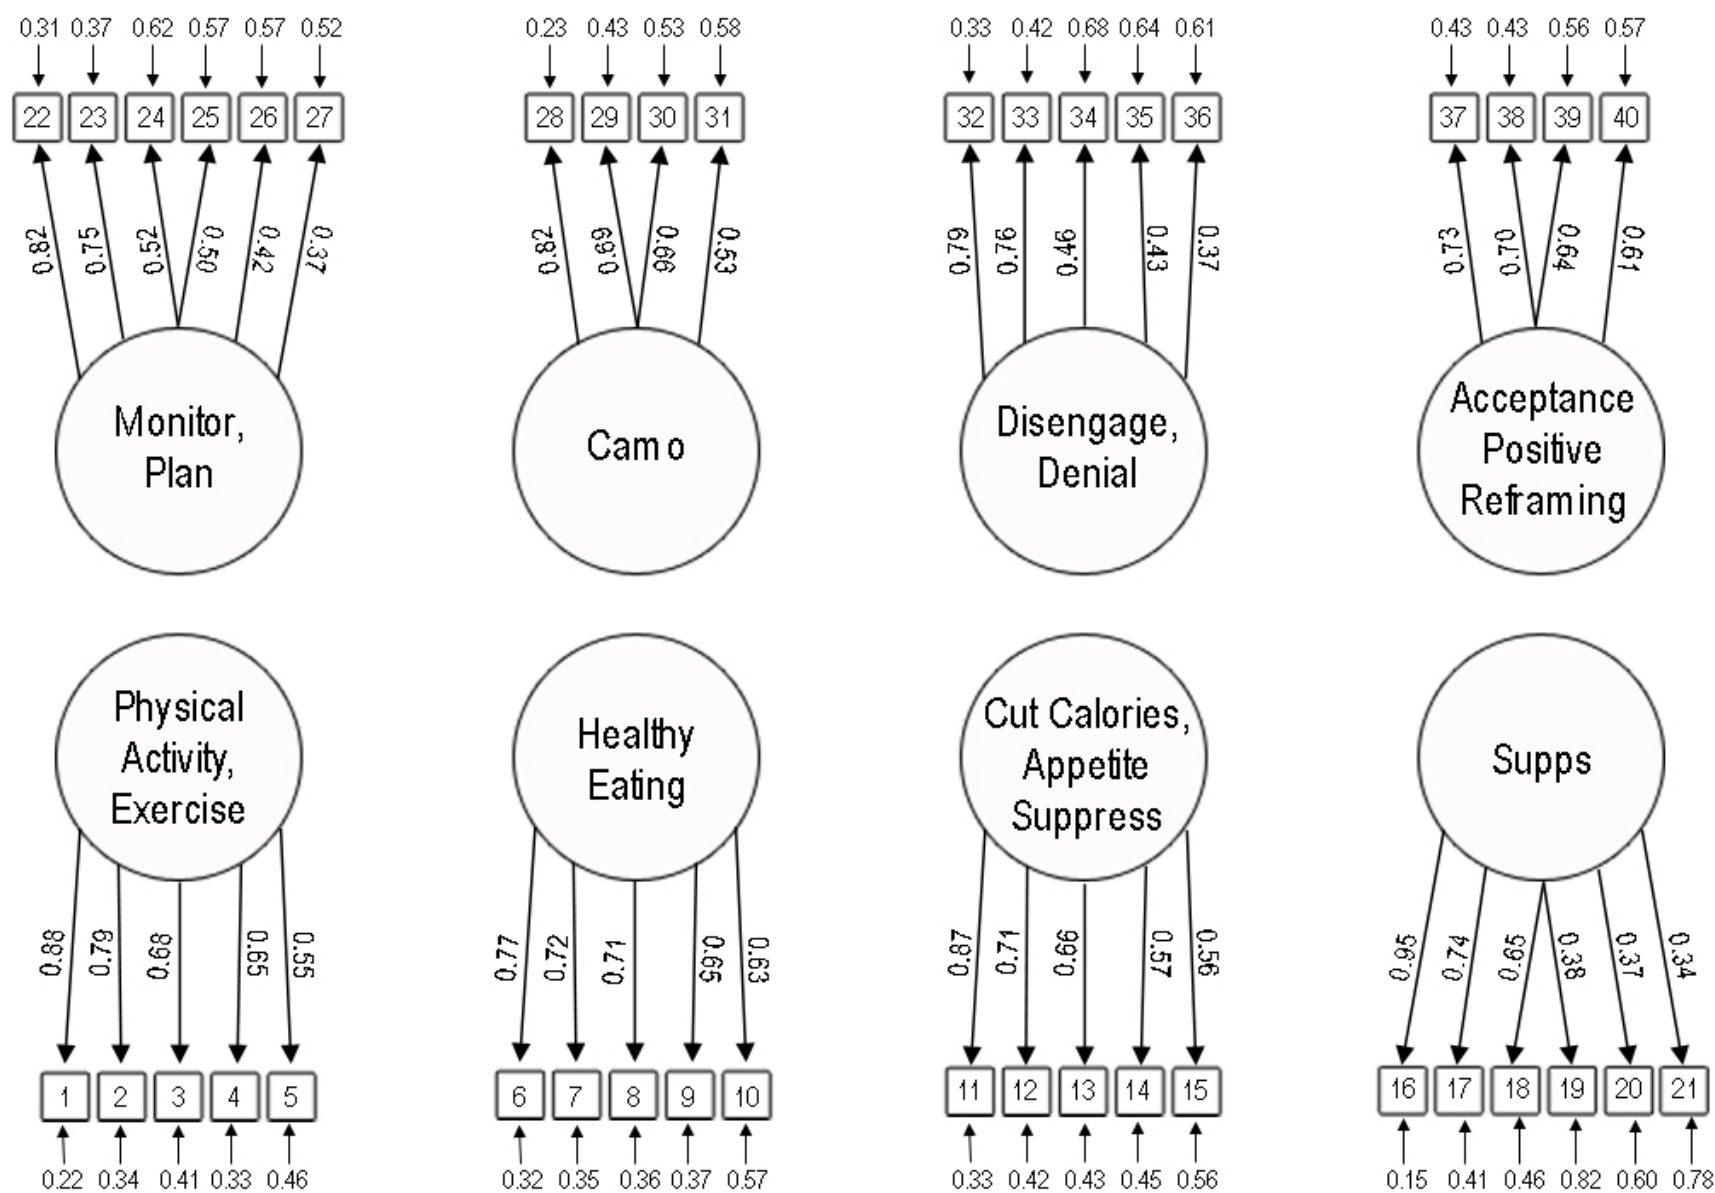 0.31 0.37 0.62 0.57 0.57 0.52 0.23 0.43 0.53 0.58 0.33 0.42 0.68 0.64 0.61 0.43 0.43 0.56 0.57
22 23 24 25 26 27 28 29 30 31 32 33 34 35 36 37 38 39 40
0.82 0.75 0.52 0.50 0.42 0.37 0.82 0.69 0.66 0.53 0.79 0.76 0.46 0.43 0.37 0.73 0.70 0.64 0.61
Monitor,
Plan
Camo
Disengage,
Denial
Acceptance
Positive
Reframing
Physical
Activity,
Exercise
Healthy
Eating
Cut Calories,
Appetite
Suppress
Supps
0.88 0.79 0.68 0.65 0.55 0.77 0.72 0.71 0.65 0.63 0.87 0.71 0.66 0.57 0.56 0.95 0.74 0.65 0.38 0.37 0.34
1 2 3 4 5 6 7 8 9 10 11 12 13 14 15 16 17 18 19 20 21
0.22 0.34 0.41 0.33 0.46 0.32 0.35 0.36 0.37 0.57 0.33 0.42 0.43 0.45 0.56 0.15 0.41 0.46 0.82 0.60 0.78